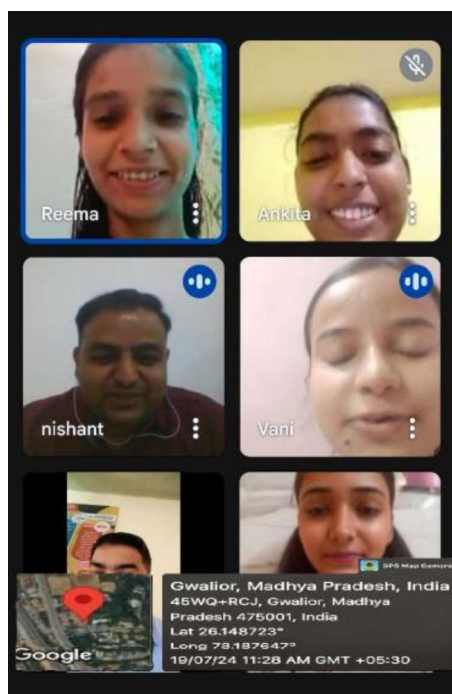 Reema
Ankita
nishant
Vani
GPS Map Camera
Google
Gwalior, Madhya Pradesh, India
45WQ+RCJ, Gwalior, Madhya
Pradesh 475001, India
Lat 26.148723°
Long 78.187647°
19/07/24 11:28 AM GMT +05:30